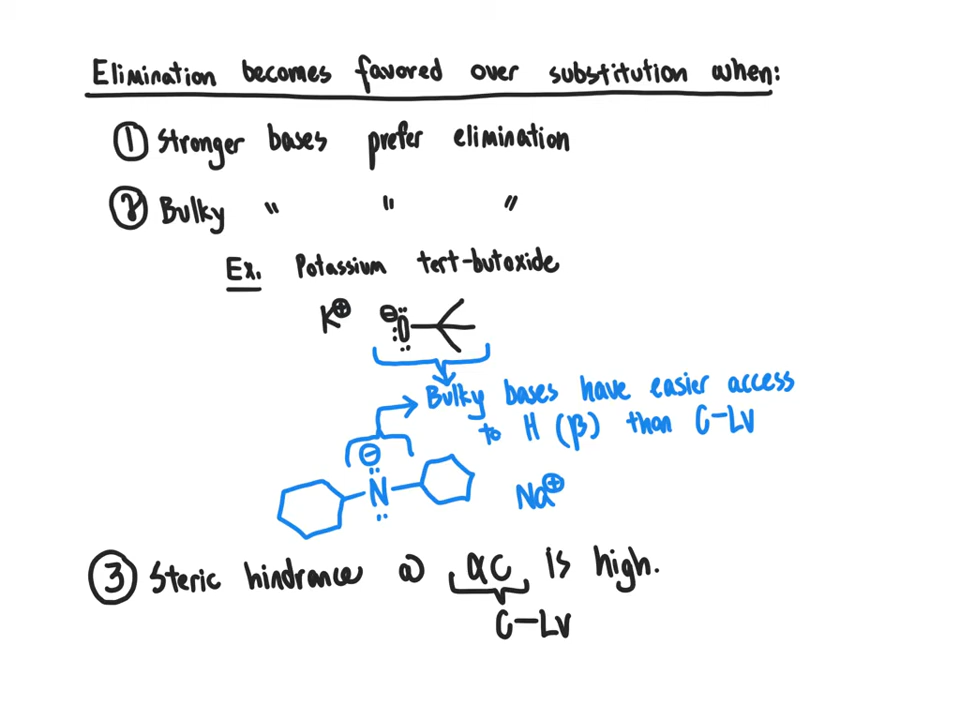 Elimination becomes favored over substitution when:
① Stronger bases prefer elimination
② Bulky " " "
Ex. Potassium tert-butoxide
K⊕ ⊖ :O:
Bulky bases have easier access
to H (β) than C-LV
⊖
N Na⊕
③ Steric hindrance @ αC is high.
C-LV